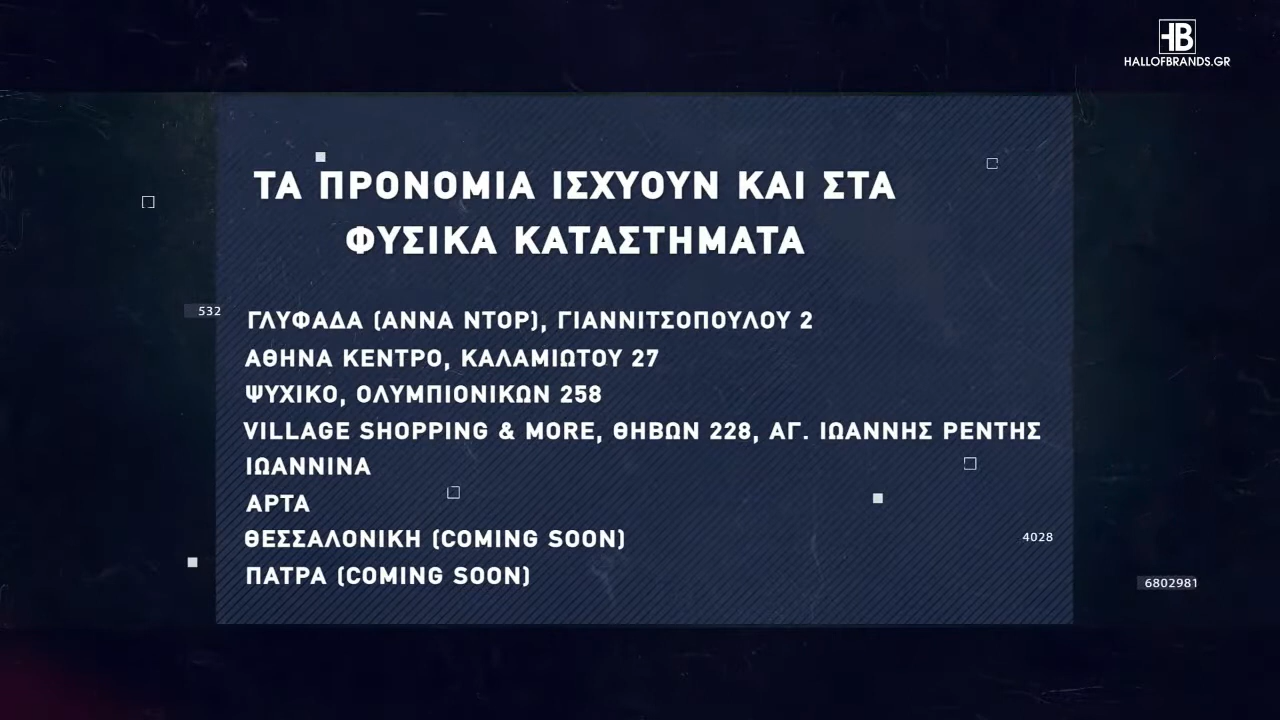 HB
HALLOFBRANDS.GR
ΤΑ ΠΡΟΝΟΜΙΑ ΙΣΧΥΟΥΝ ΚΑΙ ΣΤΑ
ΦΥΣΙΚΑ ΚΑΤΑΣΤΗΜΑΤΑ
532
ΓΛΥΦΑΔΑ (ΑΝΝΑ ΝΤΟΡ), ΓΙΑΝΝΙΤΣΟΠΟΥΛΟΥ 2
ΑΘΗΝΑ ΚΕΝΤΡΟ, ΚΑΛΑΜΙΩΤΟΥ 27
ΨΥΧΙΚΟ, ΟΛΥΜΠΙΟΝΙΚΩΝ 258
VILLAGE SHOPPING & MORE, ΘΗΒΩΝ 228, ΑΓ. ΙΩΑΝΝΗΣ ΡΕΝΤΗΣ
ΙΩΑΝΝΙΝΑ
ΑΡΤΑ
ΘΕΣΣΑΛΟΝΙΚΗ (COMING SOON)
4028
ΠΑΤΡΑ (COMING SOON)
6802981